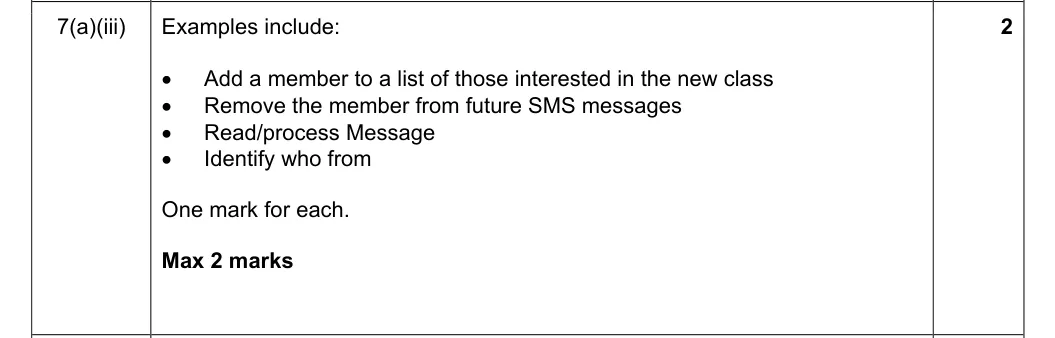 7(a)(iii) Examples include: 2
• Add a member to a list of those interested in the new class
• Remove the member from future SMS messages
• Read/process Message
• Identify who from
One mark for each.
Max 2 marks